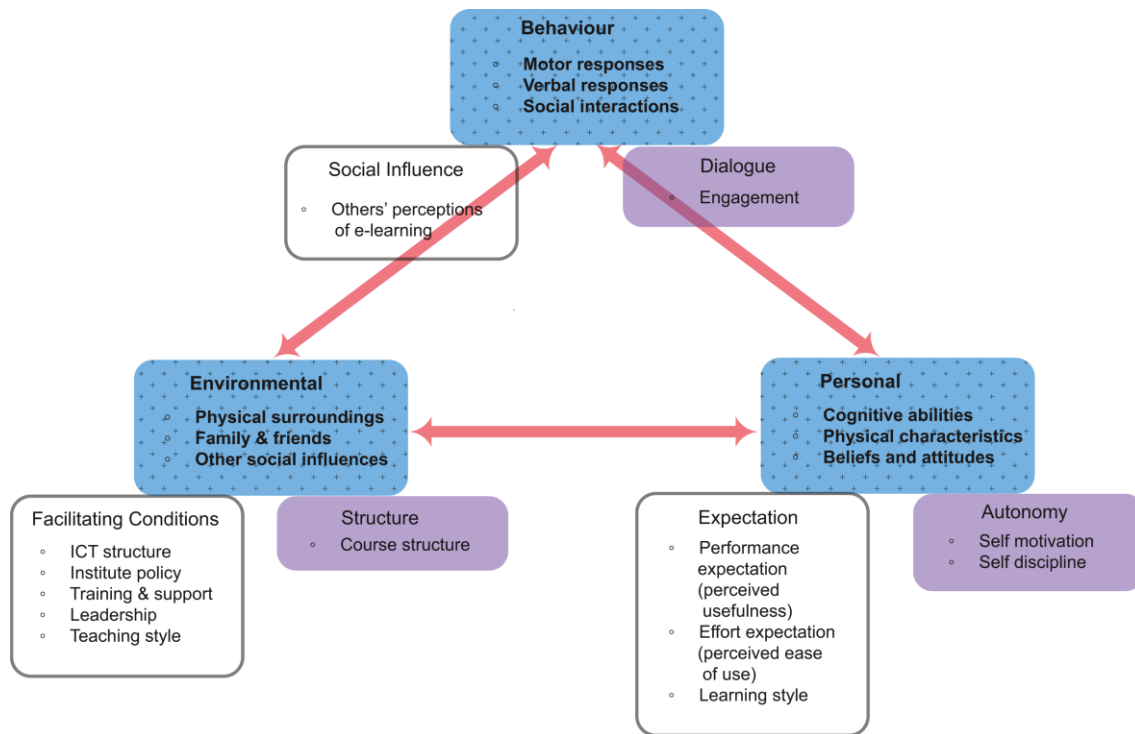 Behaviour
◦ Motor responses
◦ Verbal responses
◦ Social interactions
Social Influence
◦ Others’ perceptions
of e-learning
Dialogue
◦ Engagement
Environmental
◦ Physical surroundings
◦ Family & friends
◦ Other social influences
Personal
◦ Cognitive abilities
◦ Physical characteristics
◦ Beliefs and attitudes
Facilitating Conditions
◦ ICT structure
◦ Institute policy
◦ Training & support
◦ Leadership
◦ Teaching style
Structure
◦ Course structure
Expectation
◦ Performance
expectation
(perceived
usefulness)
◦ Effort expectation
(perceived ease
of use)
◦ Learning style
Autonomy
◦ Self motivation
◦ Self discipline